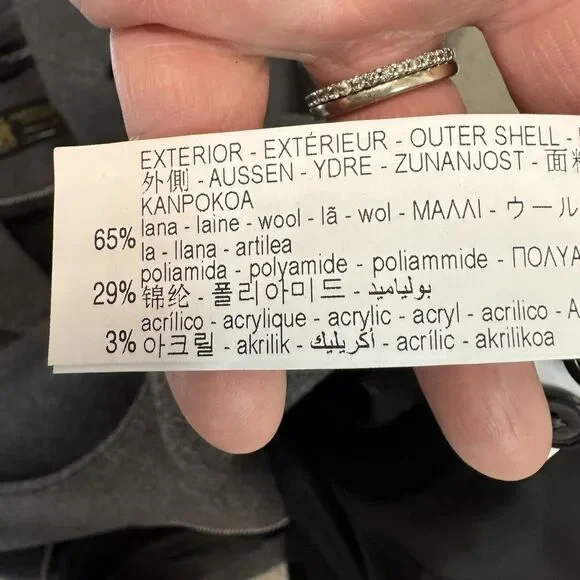 EXTERIOR - EXTÉRIEUR - OUTER SHELL -
外側 - AUSSEN - YDRE - ZUNANJOST - 面料
KANPOKOA
65% lana - laine - wool - lã - wol - ΜΑΛΛΙ - ウール
la - llana - artilea
poliamida - polyamide - poliammide - ΠΟΛΥΑ
29% 锦纶 - 폴리아미드 - بولياميد
acrílico - acrylique - acrylic - acryl - acrilico - A
3% 아크릴 - akrilik - أكريليك - acrílic - akrilikoa